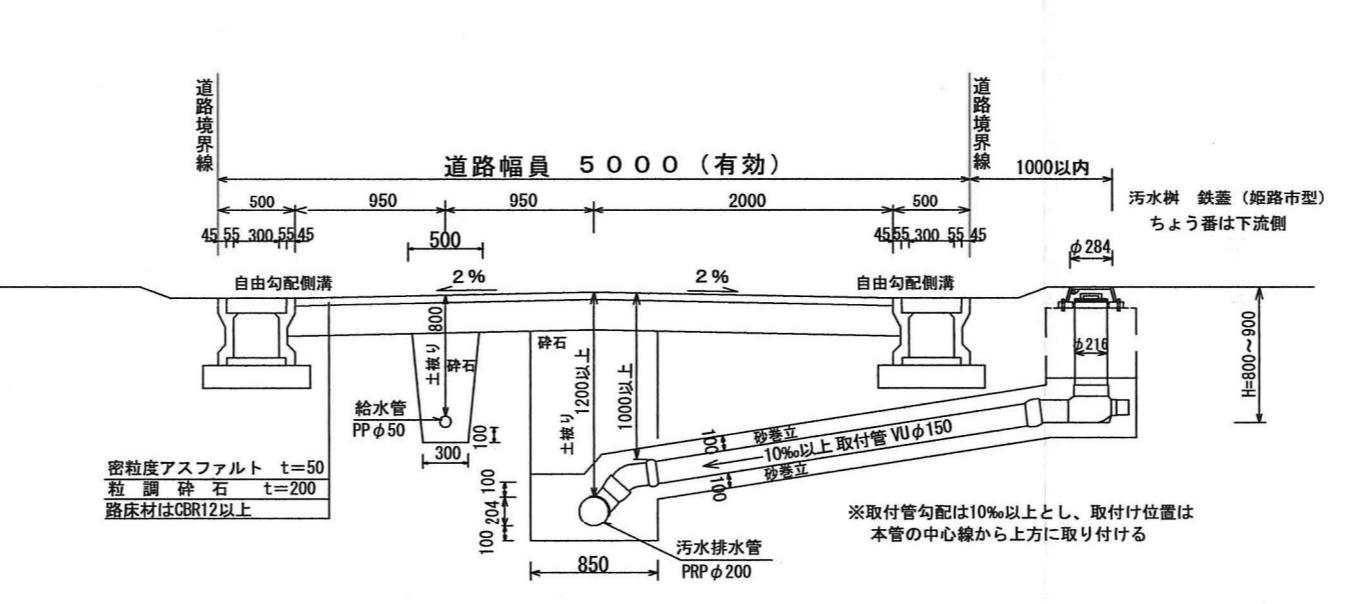 道路境界線
道路境界線
道路幅員 5000(有効)
1000以内
500
950
950
2000
500
汚水桝 鉄蓋(姫路市型)
ちょう番は下流側
45 55 300 55 45
500
45 55 300 55 45
φ284
自由勾配側溝
2%
2%
自由勾配側溝
土被り 800
砕石
砕石
土被り 1200以上
1000以上
φ216
H=800~900
給水管
PPφ50
100
300
100
砂巻立
10‰以上 取付管 VUφ150
砂巻立
100
密粒度アスファルト t=50
粒調砕石 t=200
路床材はCBR12以上
100
204
100
850
汚水排水管
PRPφ200
※取付管勾配は10‰以上とし、取付け位置は
本管の中心線から上方に取り付ける